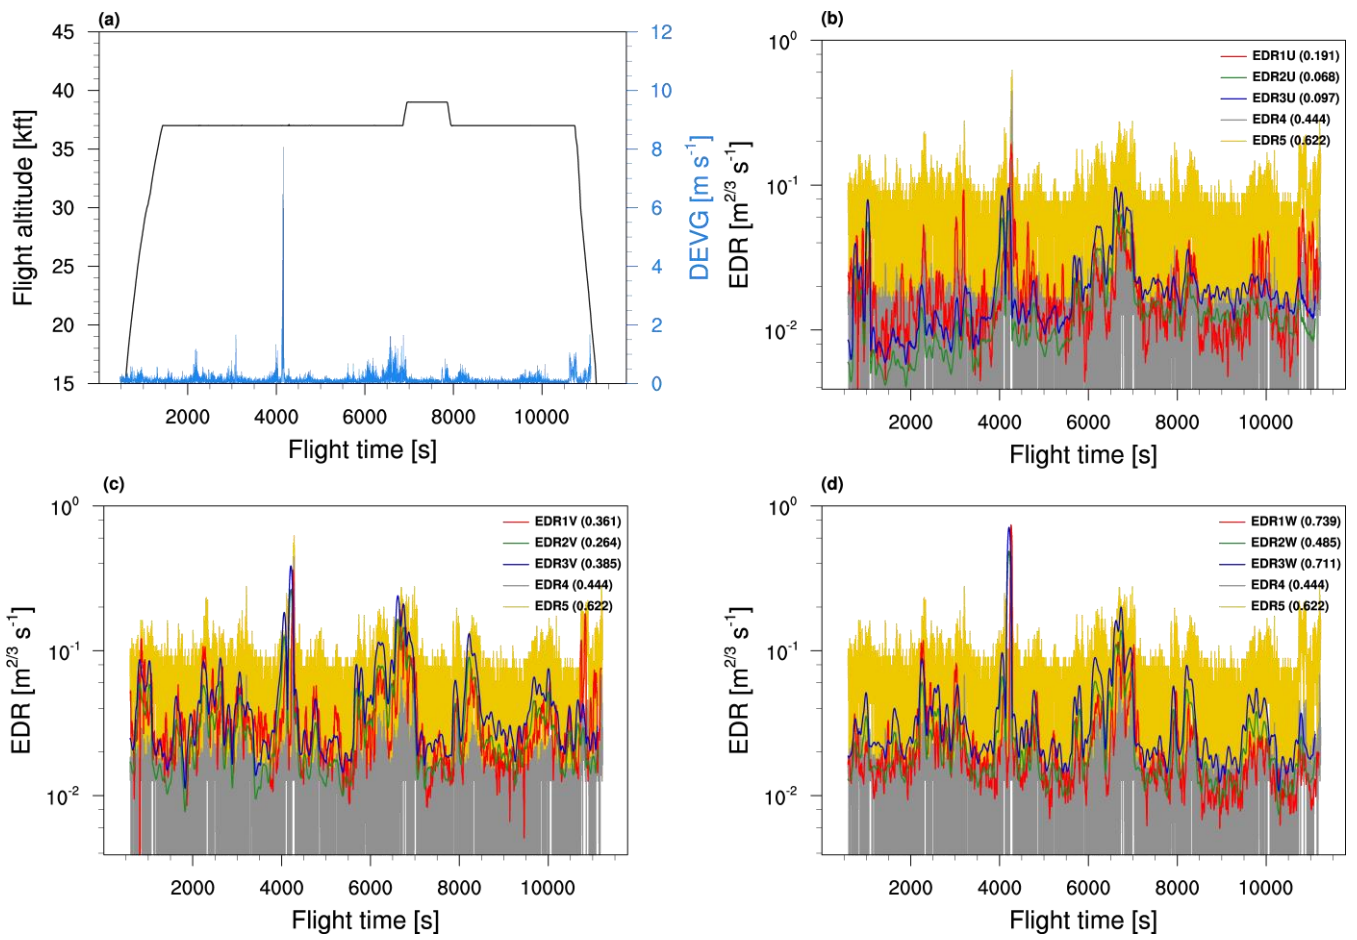 (a)
45
40
35
30
25
20
15
Flight altitude [kft]
12
10
8
6
4
2
0
DEVG [m s-1]
2000 4000 6000 8000 10000
Flight time [s]
(b)
10^0
10^-1
10^-2
EDR [m^2/3 s^-1]
EDR1U (0.191)
EDR2U (0.068)
EDR3U (0.097)
EDR4 (0.444)
EDR5 (0.622)
2000 4000 6000 8000 10000
Flight time [s]
(c)
10^0
10^-1
10^-2
EDR [m^2/3 s^-1]
EDR1V (0.361)
EDR2V (0.264)
EDR3V (0.385)
EDR4 (0.444)
EDR5 (0.622)
2000 4000 6000 8000 10000
Flight time [s]
(d)
10^0
10^-1
10^-2
EDR [m^2/3 s^-1]
EDR1W (0.739)
EDR2W (0.485)
EDR3W (0.711)
EDR4 (0.444)
EDR5 (0.622)
2000 4000 6000 8000 10000
Flight time [s]